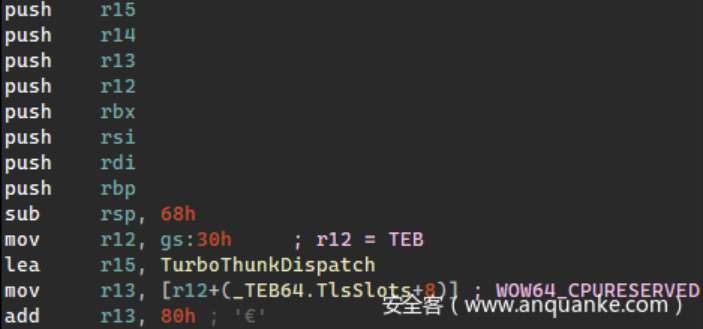 push r15
push r14
push r13
push r12
push rbx
push rsi
push rdi
push rbp
sub rsp, 68h
mov r12, gs:30h ; r12 = TEB
lea r15, TurboThunkDispatch
mov r13, [r12+(_TEB64.TlsSlots+8)] ; WOW64_CPURESERVED
add r13, 80h ; '€'
安全客（www.anquanke.com）